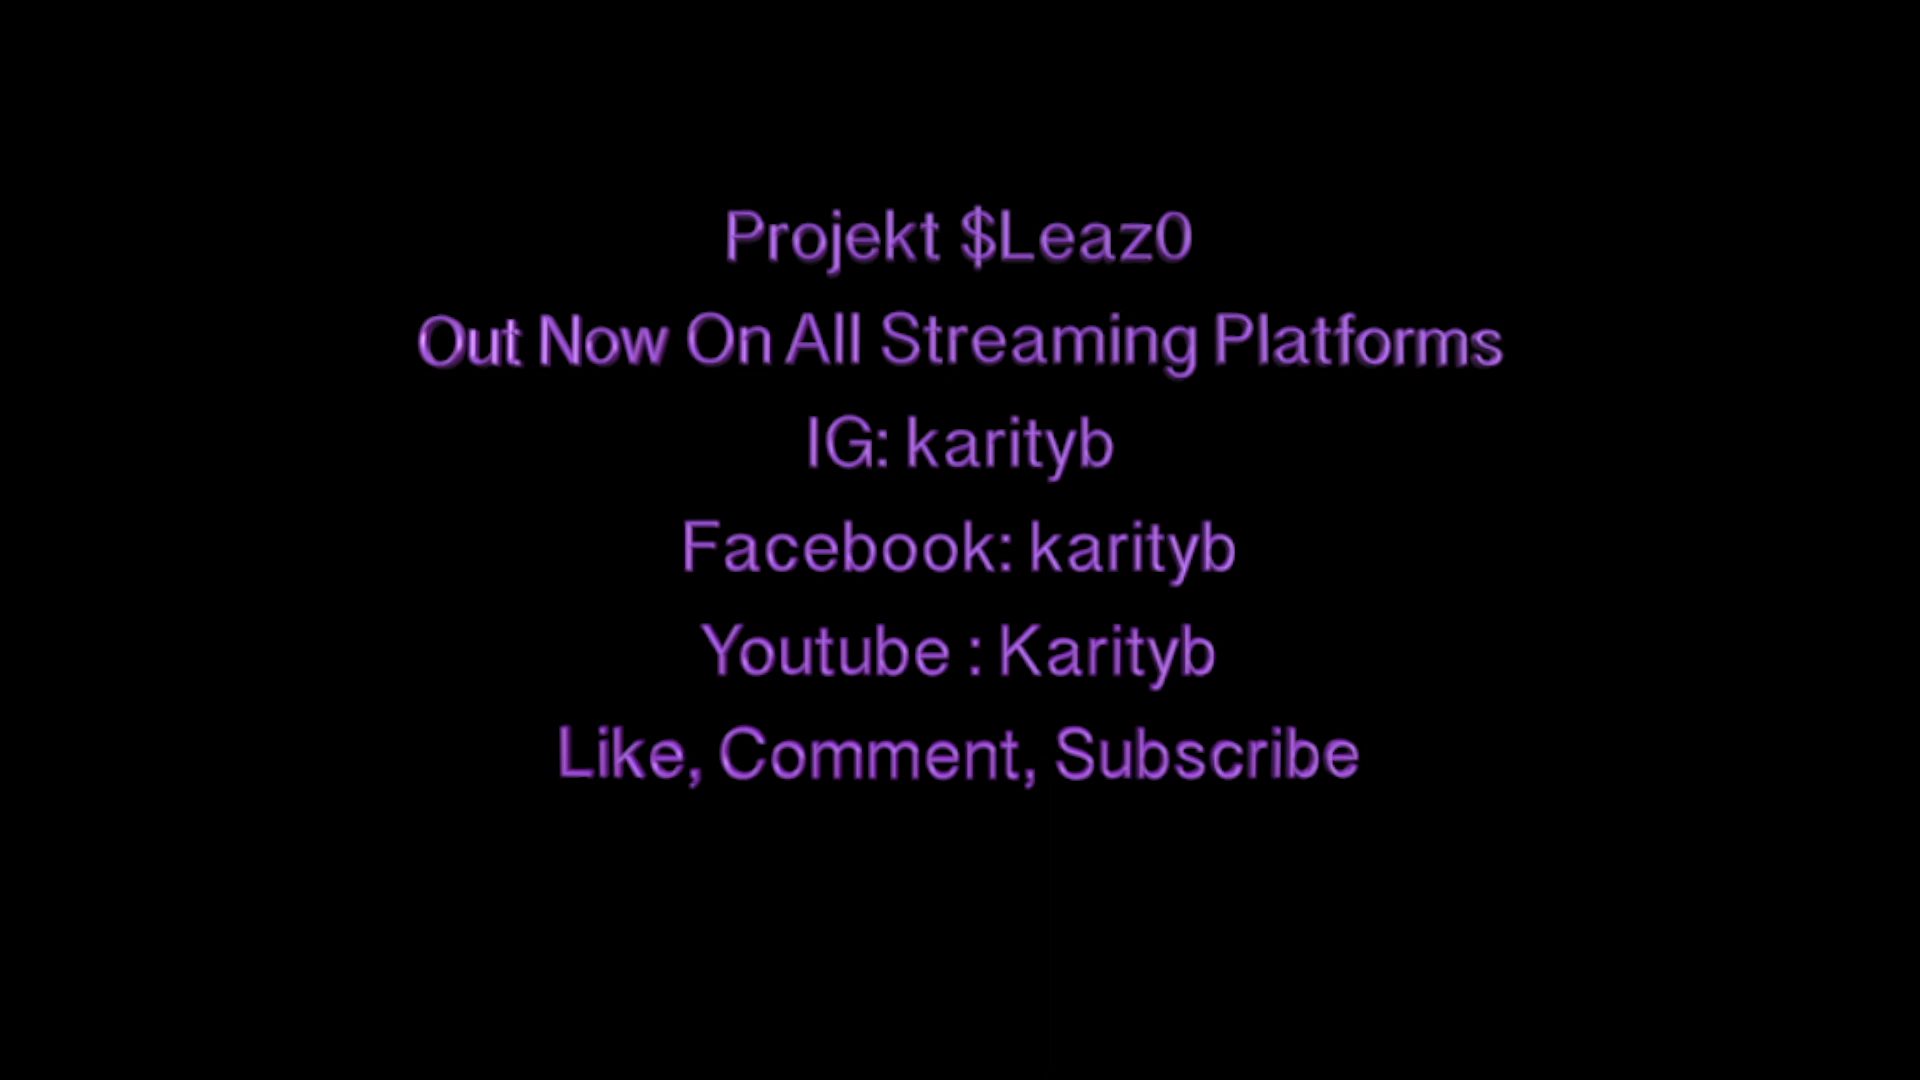 Projekt $Leaz0
Out Now On All Streaming Platforms
IG: karityb
Facebook: karityb
Youtube : Karityb
Like, Comment, Subscribe